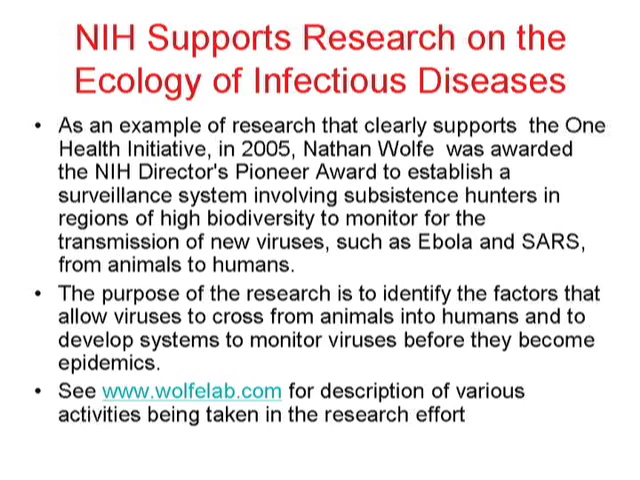 NIH Supports Research on the
Ecology of Infectious Diseases
• As an example of research that clearly supports the One
Health Initiative, in 2005, Nathan Wolfe was awarded
the NIH Director's Pioneer Award to establish a
surveillance system involving subsistence hunters in
regions of high biodiversity to monitor for the
transmission of new viruses, such as Ebola and SARS,
from animals to humans.
• The purpose of the research is to identify the factors that
allow viruses to cross from animals into humans and to
develop systems to monitor viruses before they become
epidemics.
• See www.wolfelab.com for description of various
activities being taken in the research effort